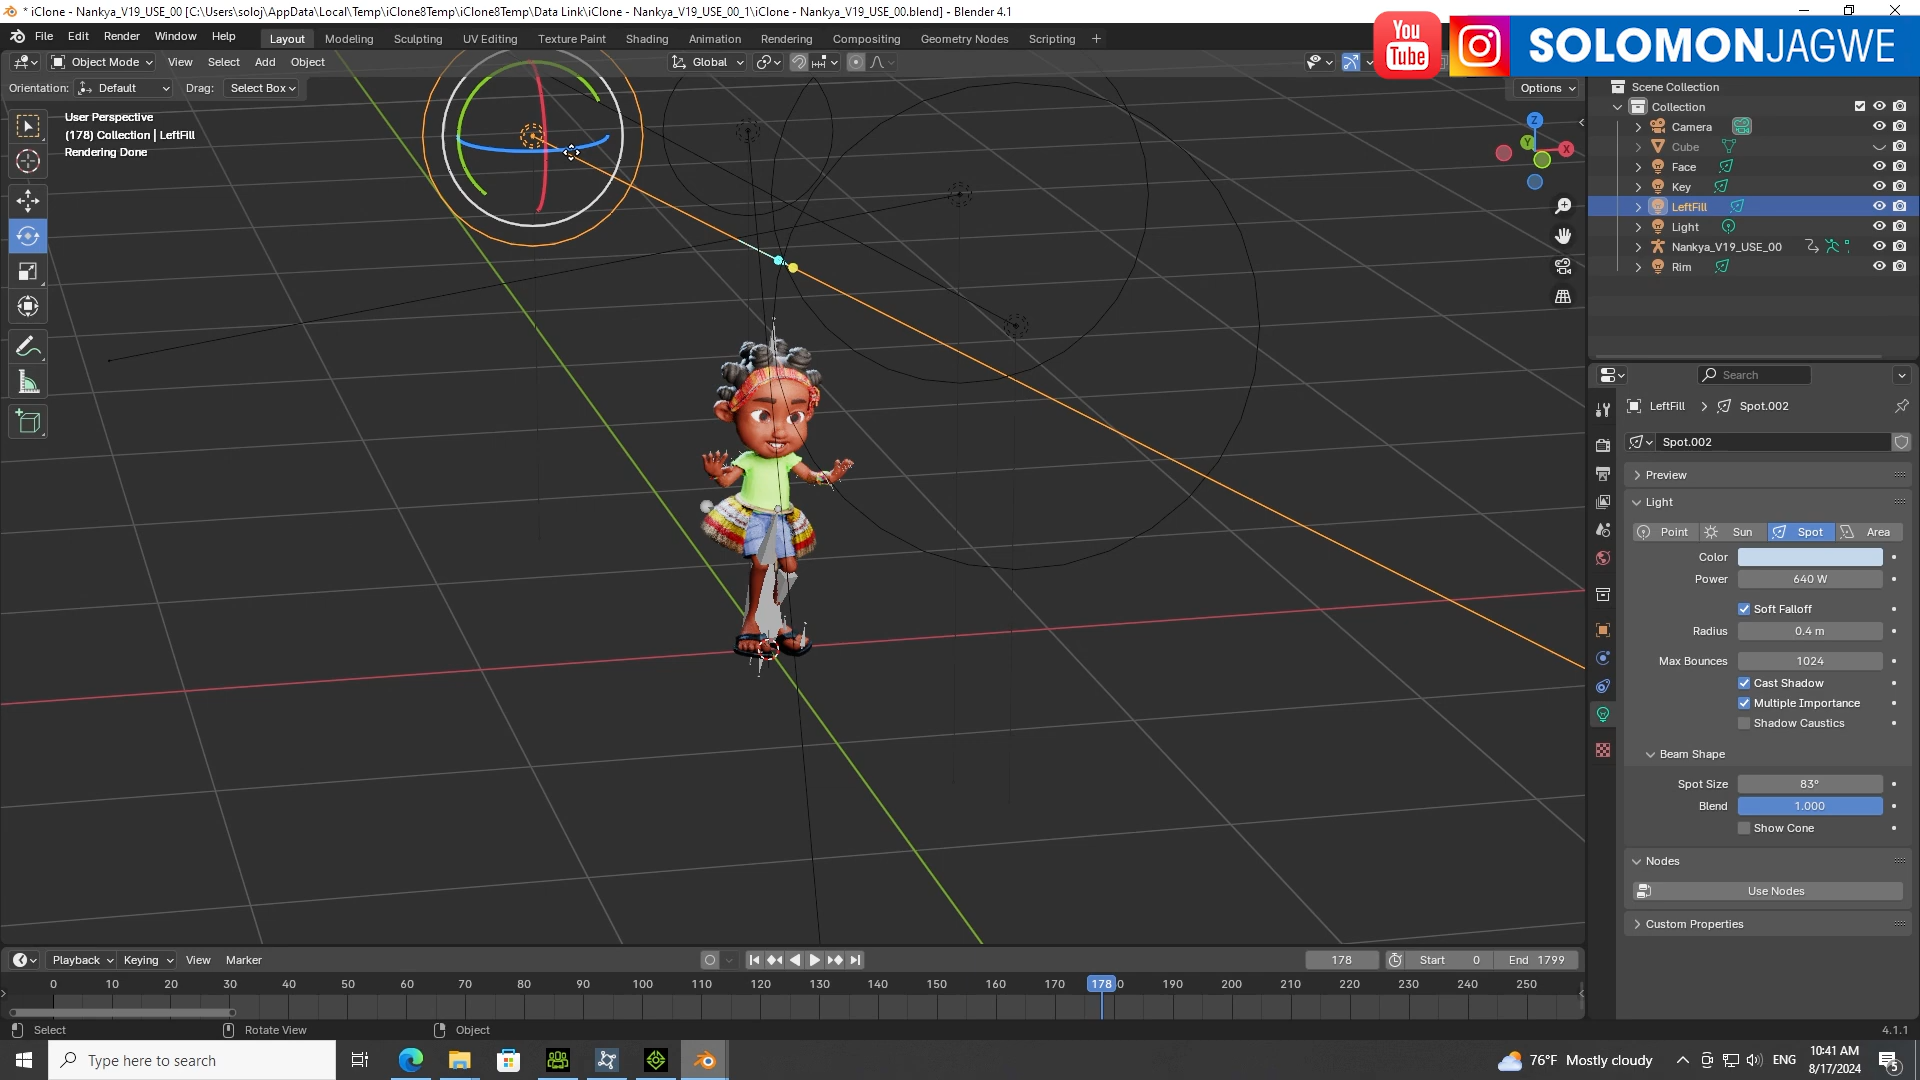 * iClone - Nankya_V19_USE_00 [C:\Users\soloj\AppData\Local\Temp\iClone8Temp\iClone8Temp\Data Link\iClone - Nankya_V19_USE_00_1\iClone - Nankya_V19_USE_00.blend] - Blender 4.1
File Edit Render Window Help Layout Modeling Sculpting UV Editing Texture Paint Shading Animation Rendering Compositing Geometry Nodes Scripting +
You Tube SOLOMONJAGWE
Object Mode View Select Add Object Global
Orientation: Default Drag: Select Box Options
User Perspective
(178) Collection | LeftFill
Rendering Done
Z
Y
X
Scene Collection
Collection
Camera
Cube
Face
Key
LeftFill
Light
Nankya_V19_USE_00
Rim
Search
LeftFill > Spot.002
Spot.002
Preview
Light
Point Sun Spot Area
Color
Power 640 W
Soft Falloff
Radius 0.4 m
Max Bounces 1024
Cast Shadow
Multiple Importance
Shadow Caustics
Beam Shape
Spot Size 83°
Blend 1.000
Show Cone
Nodes
Use Nodes
Custom Properties
Playback Keying View Marker 178 Start 0 End 1799
0 10 20 30 40 50 60 70 80 90 100 110 120 130 140 150 160 170 178 190 200 210 220 230 240 250
Select Rotate View Object 4.1.1
Type here to search 76°F Mostly cloudy ENG 10:41 AM
8/17/2024 5